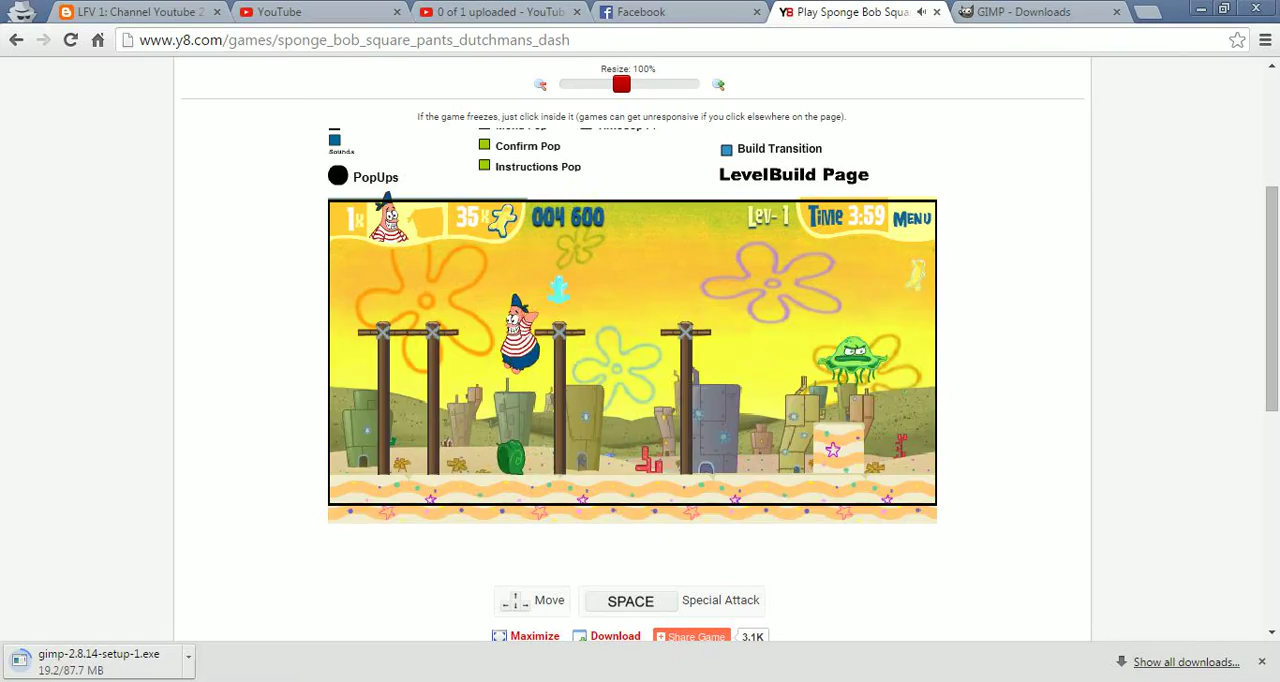 LFV 1: Channel Youtube 2
YouTube
0 of 1 uploaded - YouTub
Facebook
Y8 Play Sponge Bob Squa
GIMP - Downloads
www.y8.com/games/sponge_bob_square_pants_dutchmans_dash
Resize: 100%
If the game freezes, just click inside it (games can get unresponsive if you click elsewhere on the page).
Sounds
Confirm Pop
Build Transition
Instructions Pop
PopUps
LevelBuild Page
1x
35x
004 600
Lev- 1
Time 3:59
Menu
Move
SPACE
Special Attack
Maximize
Download
Share Game
3.1K
gimp-2.8.14-setup-1.exe
19.2/87.7 MB
Show all downloads...